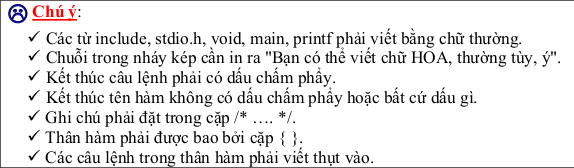 Chú ý:
✓ Các từ include, stdio.h, void, main, printf phải viết bằng chữ thường.
✓ Chuỗi trong nháy kép cần in ra "Bạn có thể viết chữ HOA, thường tùy, ý".
✓ Kết thúc câu lệnh phải có dấu chấm phẩy.
✓ Kết thúc tên hàm không có dấu chấm phẩy hoặc bất cứ dấu gì.
✓ Ghi chú phải đặt trong cặp /* …. */.
✓ Thân hàm phải được bao bởi cặp { }.
✓ Các câu lệnh trong thân hàm phải viết thụt vào.